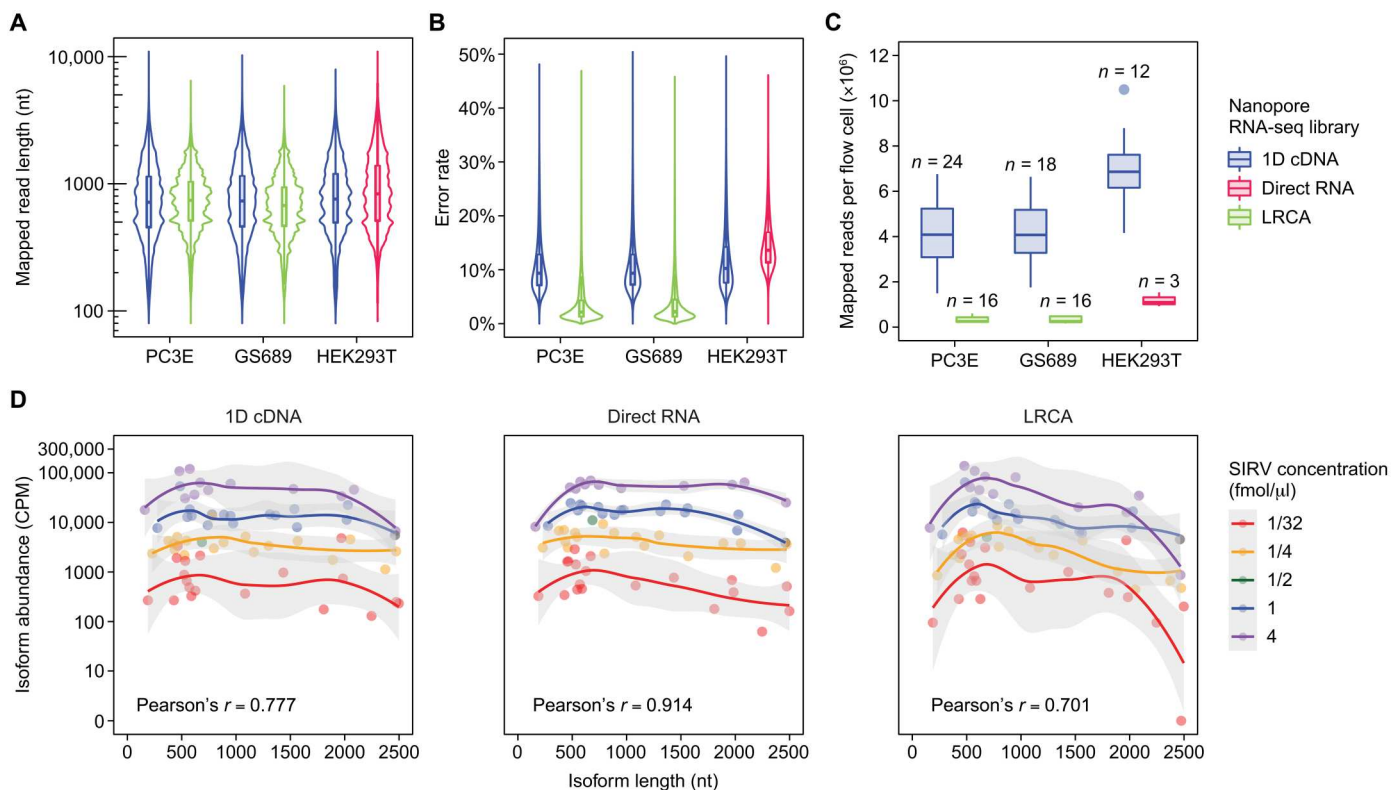 A
Mapped read length (nt)
10,000
1000
100
PC3E GS689 HEK293T
B
Error rate
50%
40%
30%
20%
10%
0%
PC3E GS689 HEK293T
C
Mapped reads per flow cell (×10⁶)
12
10
8
6
4
2
0
n = 24
n = 16
n = 18
n = 16
n = 12
n = 3
PC3E GS689 HEK293T
Nanopore
RNA-seq library
1D cDNA
Direct RNA
LRCA
D
Isoform abundance (CPM)
300,000
100,000
10,000
1000
100
10
0
1D cDNA
Pearson's r = 0.777
0 500 1000 1500 2000 2500
Direct RNA
Pearson's r = 0.914
0 500 1000 1500 2000 2500
LRCA
Pearson's r = 0.701
0 500 1000 1500 2000 2500
Isoform length (nt)
SIRV concentration
(fmol/μl)
1/32
1/4
1/2
1
4